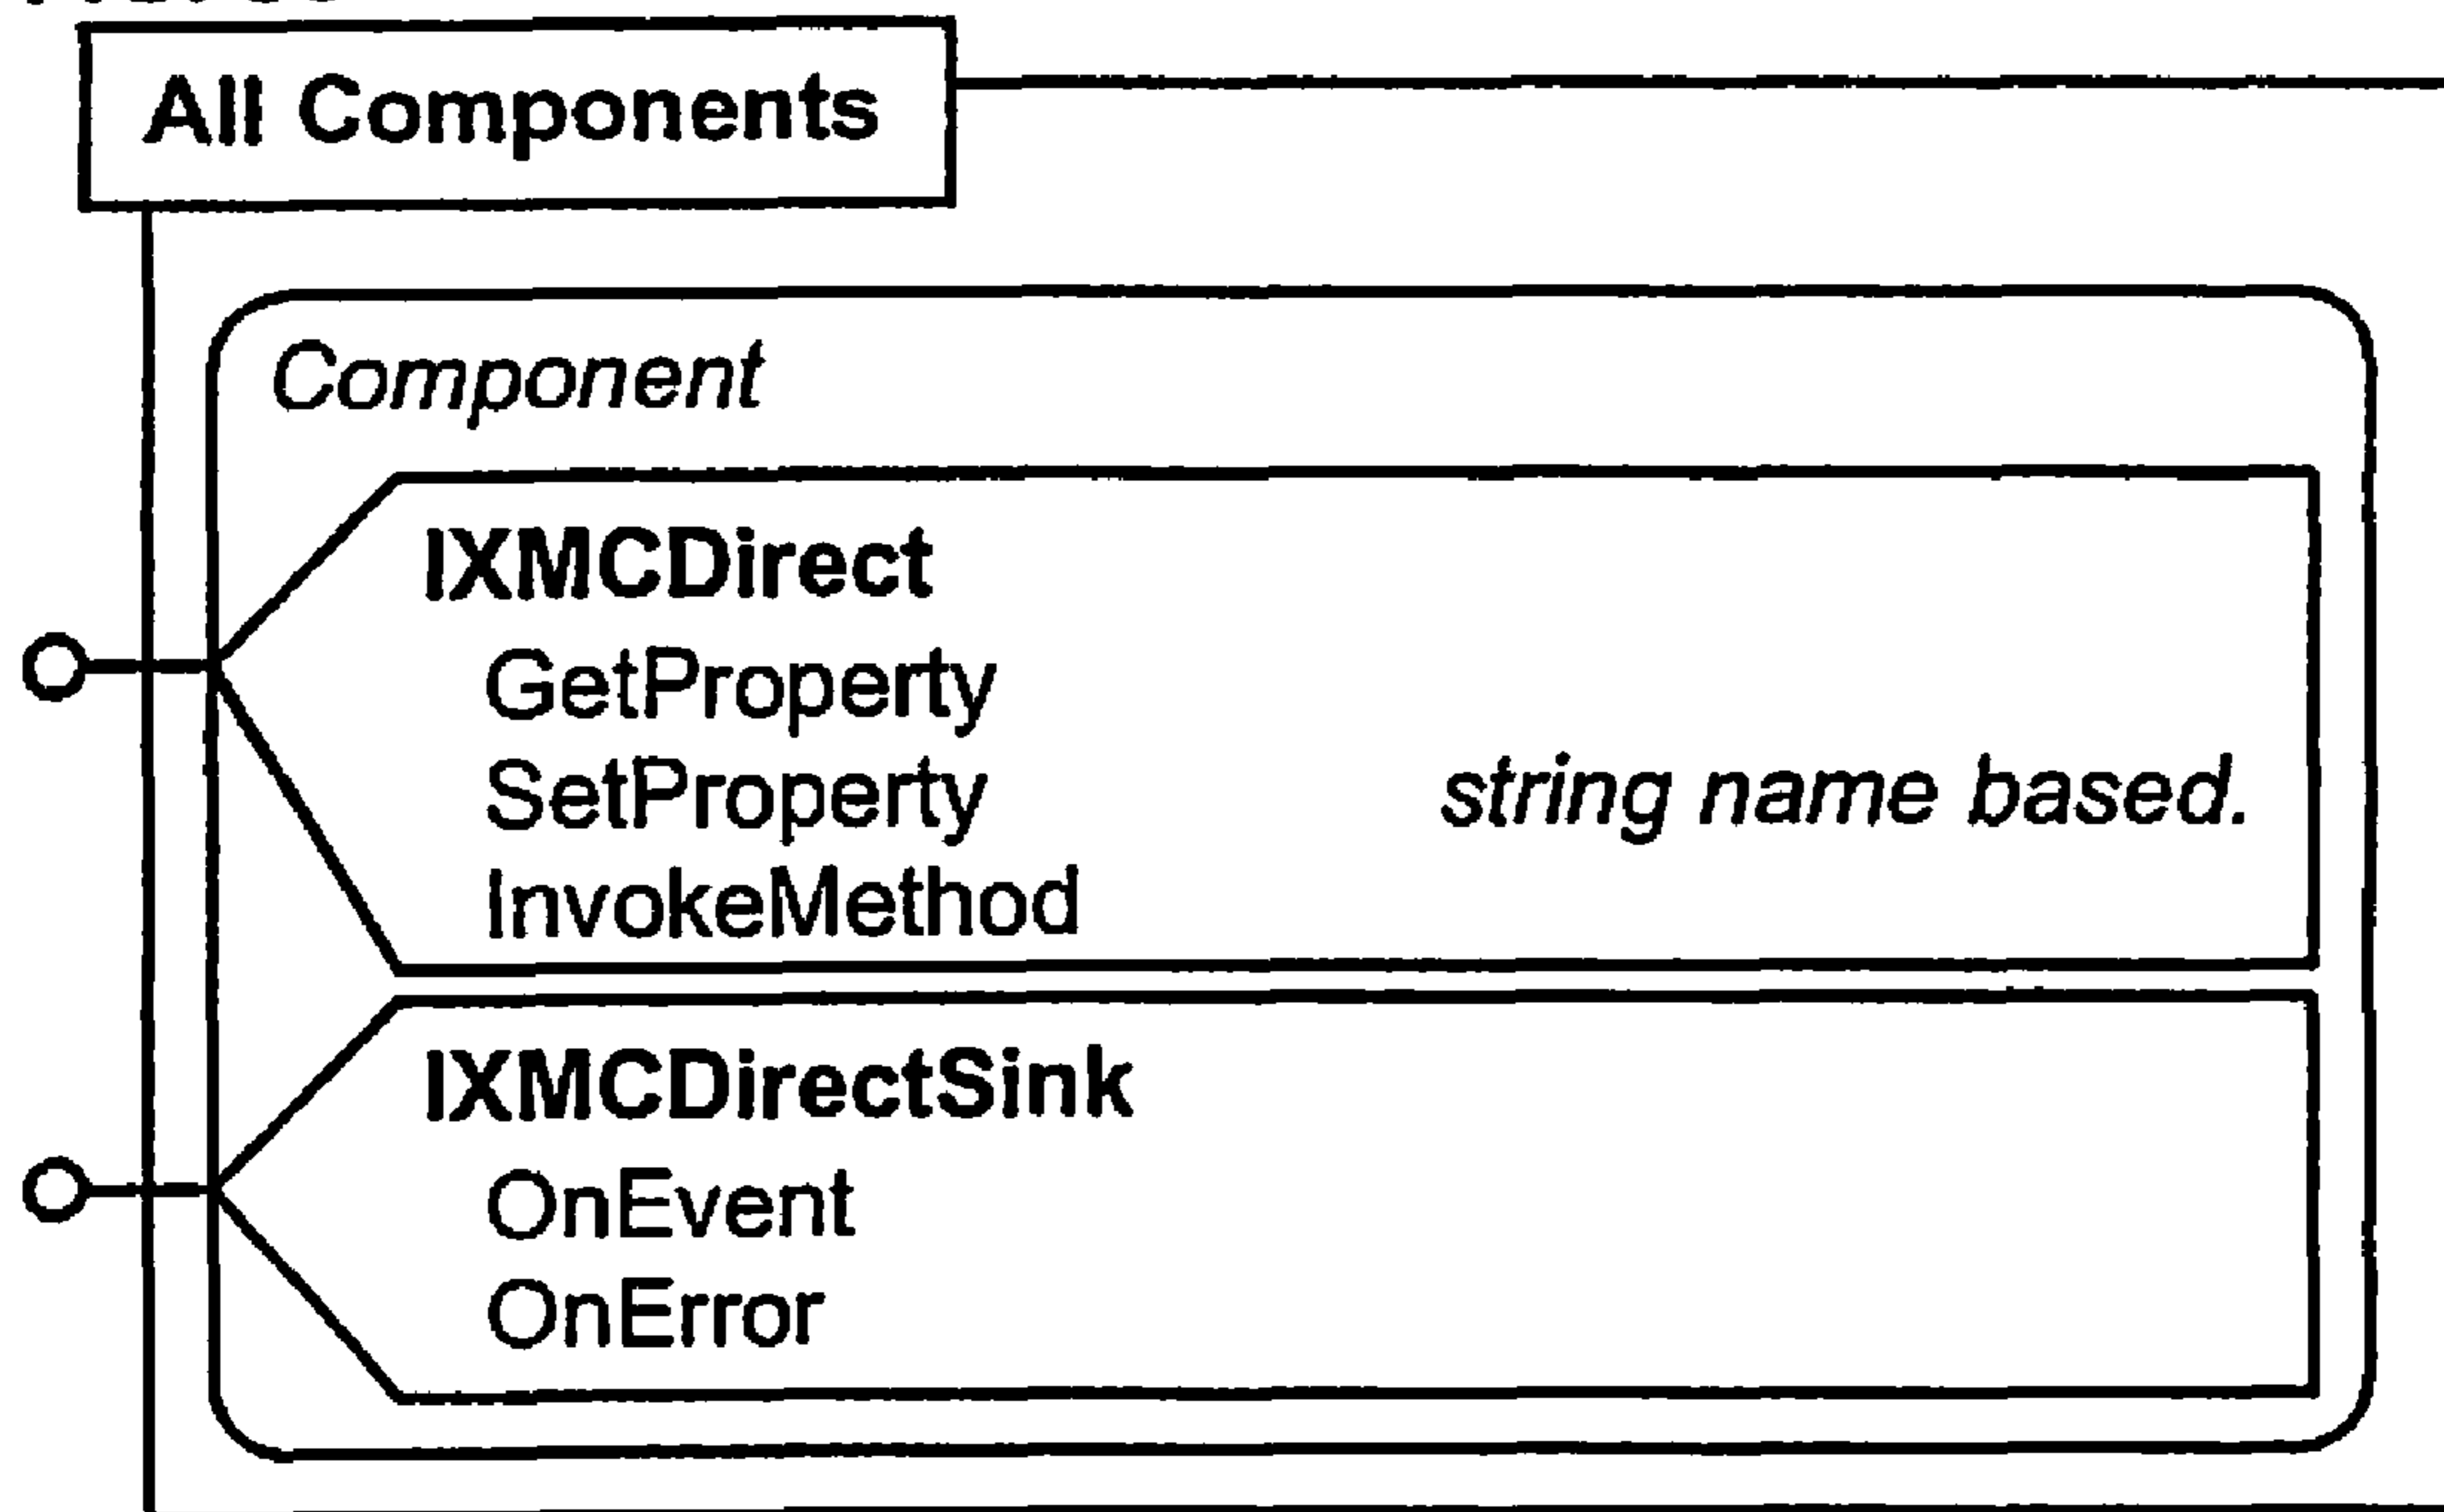 All Components
Component
IXMCDirect
GetProperty
SetProperty string name based.
InvokeMethod
IXMCDirectSink
OnEvent
OnError